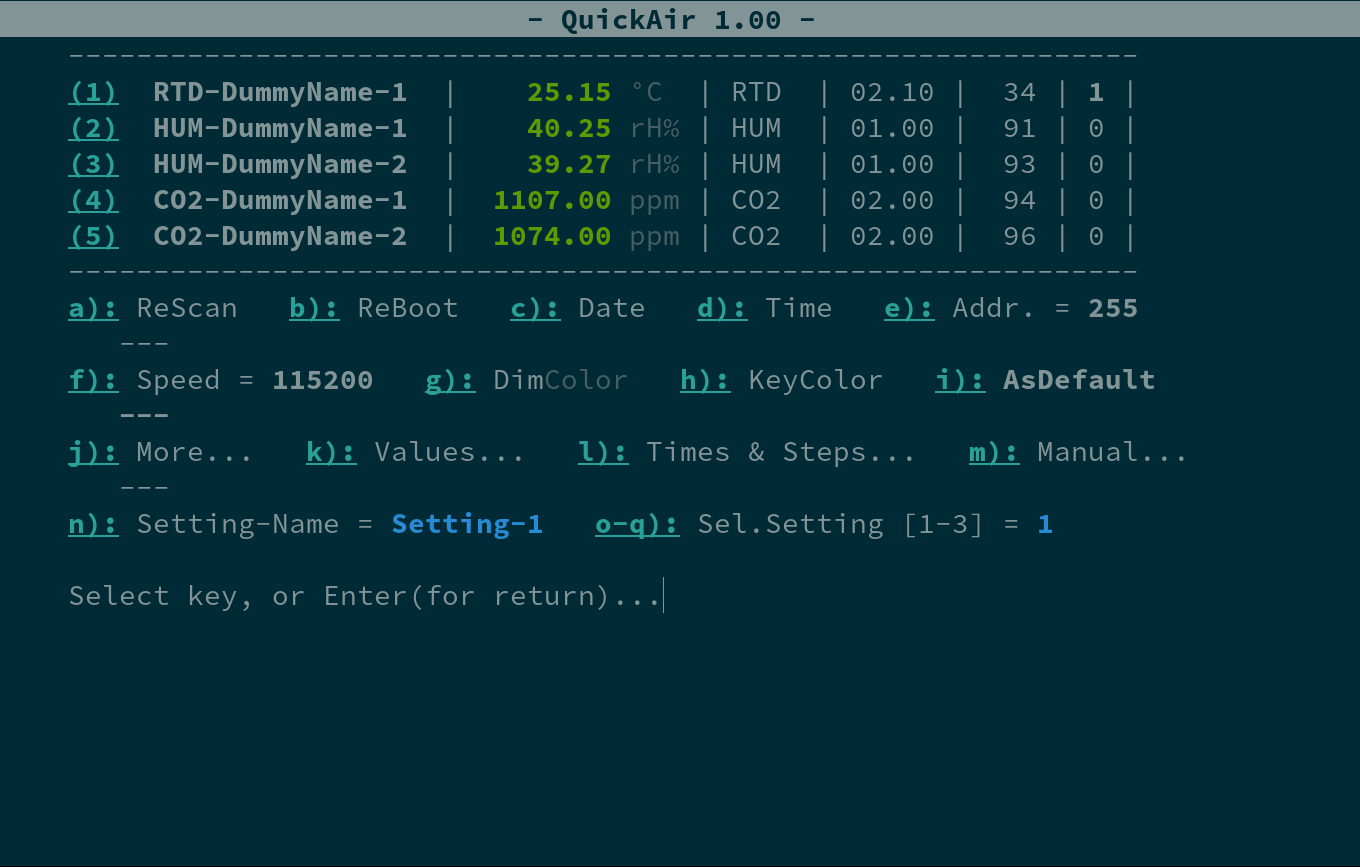 - QuickAir 1.00 -
---------------------------------------------------------------
(1)  RTD-DummyName-1  |    25.15 °C  | RTD  | 02.10 |  34 | 1 |
(2)  HUM-DummyName-1  |    40.25 rH% | HUM  | 01.00 |  91 | 0 |
(3)  HUM-DummyName-2  |    39.27 rH% | HUM  | 01.00 |  93 | 0 |
(4)  CO2-DummyName-1  |  1107.00 ppm | CO2  | 02.00 |  94 | 0 |
(5)  CO2-DummyName-2  |  1074.00 ppm | CO2  | 02.00 |  96 | 0 |
---------------------------------------------------------------
a): ReScan   b): ReBoot   c): Date   d): Time   e): Addr. = 255
   ---
f): Speed = 115200   g): DimColor   h): KeyColor   i): AsDefault
   ---
j): More...   k): Values...   l): Times & Steps...   m): Manual...
   ---
n): Setting-Name = Setting-1   o-q): Sel.Setting [1-3] = 1
Select key, or Enter(for return)...